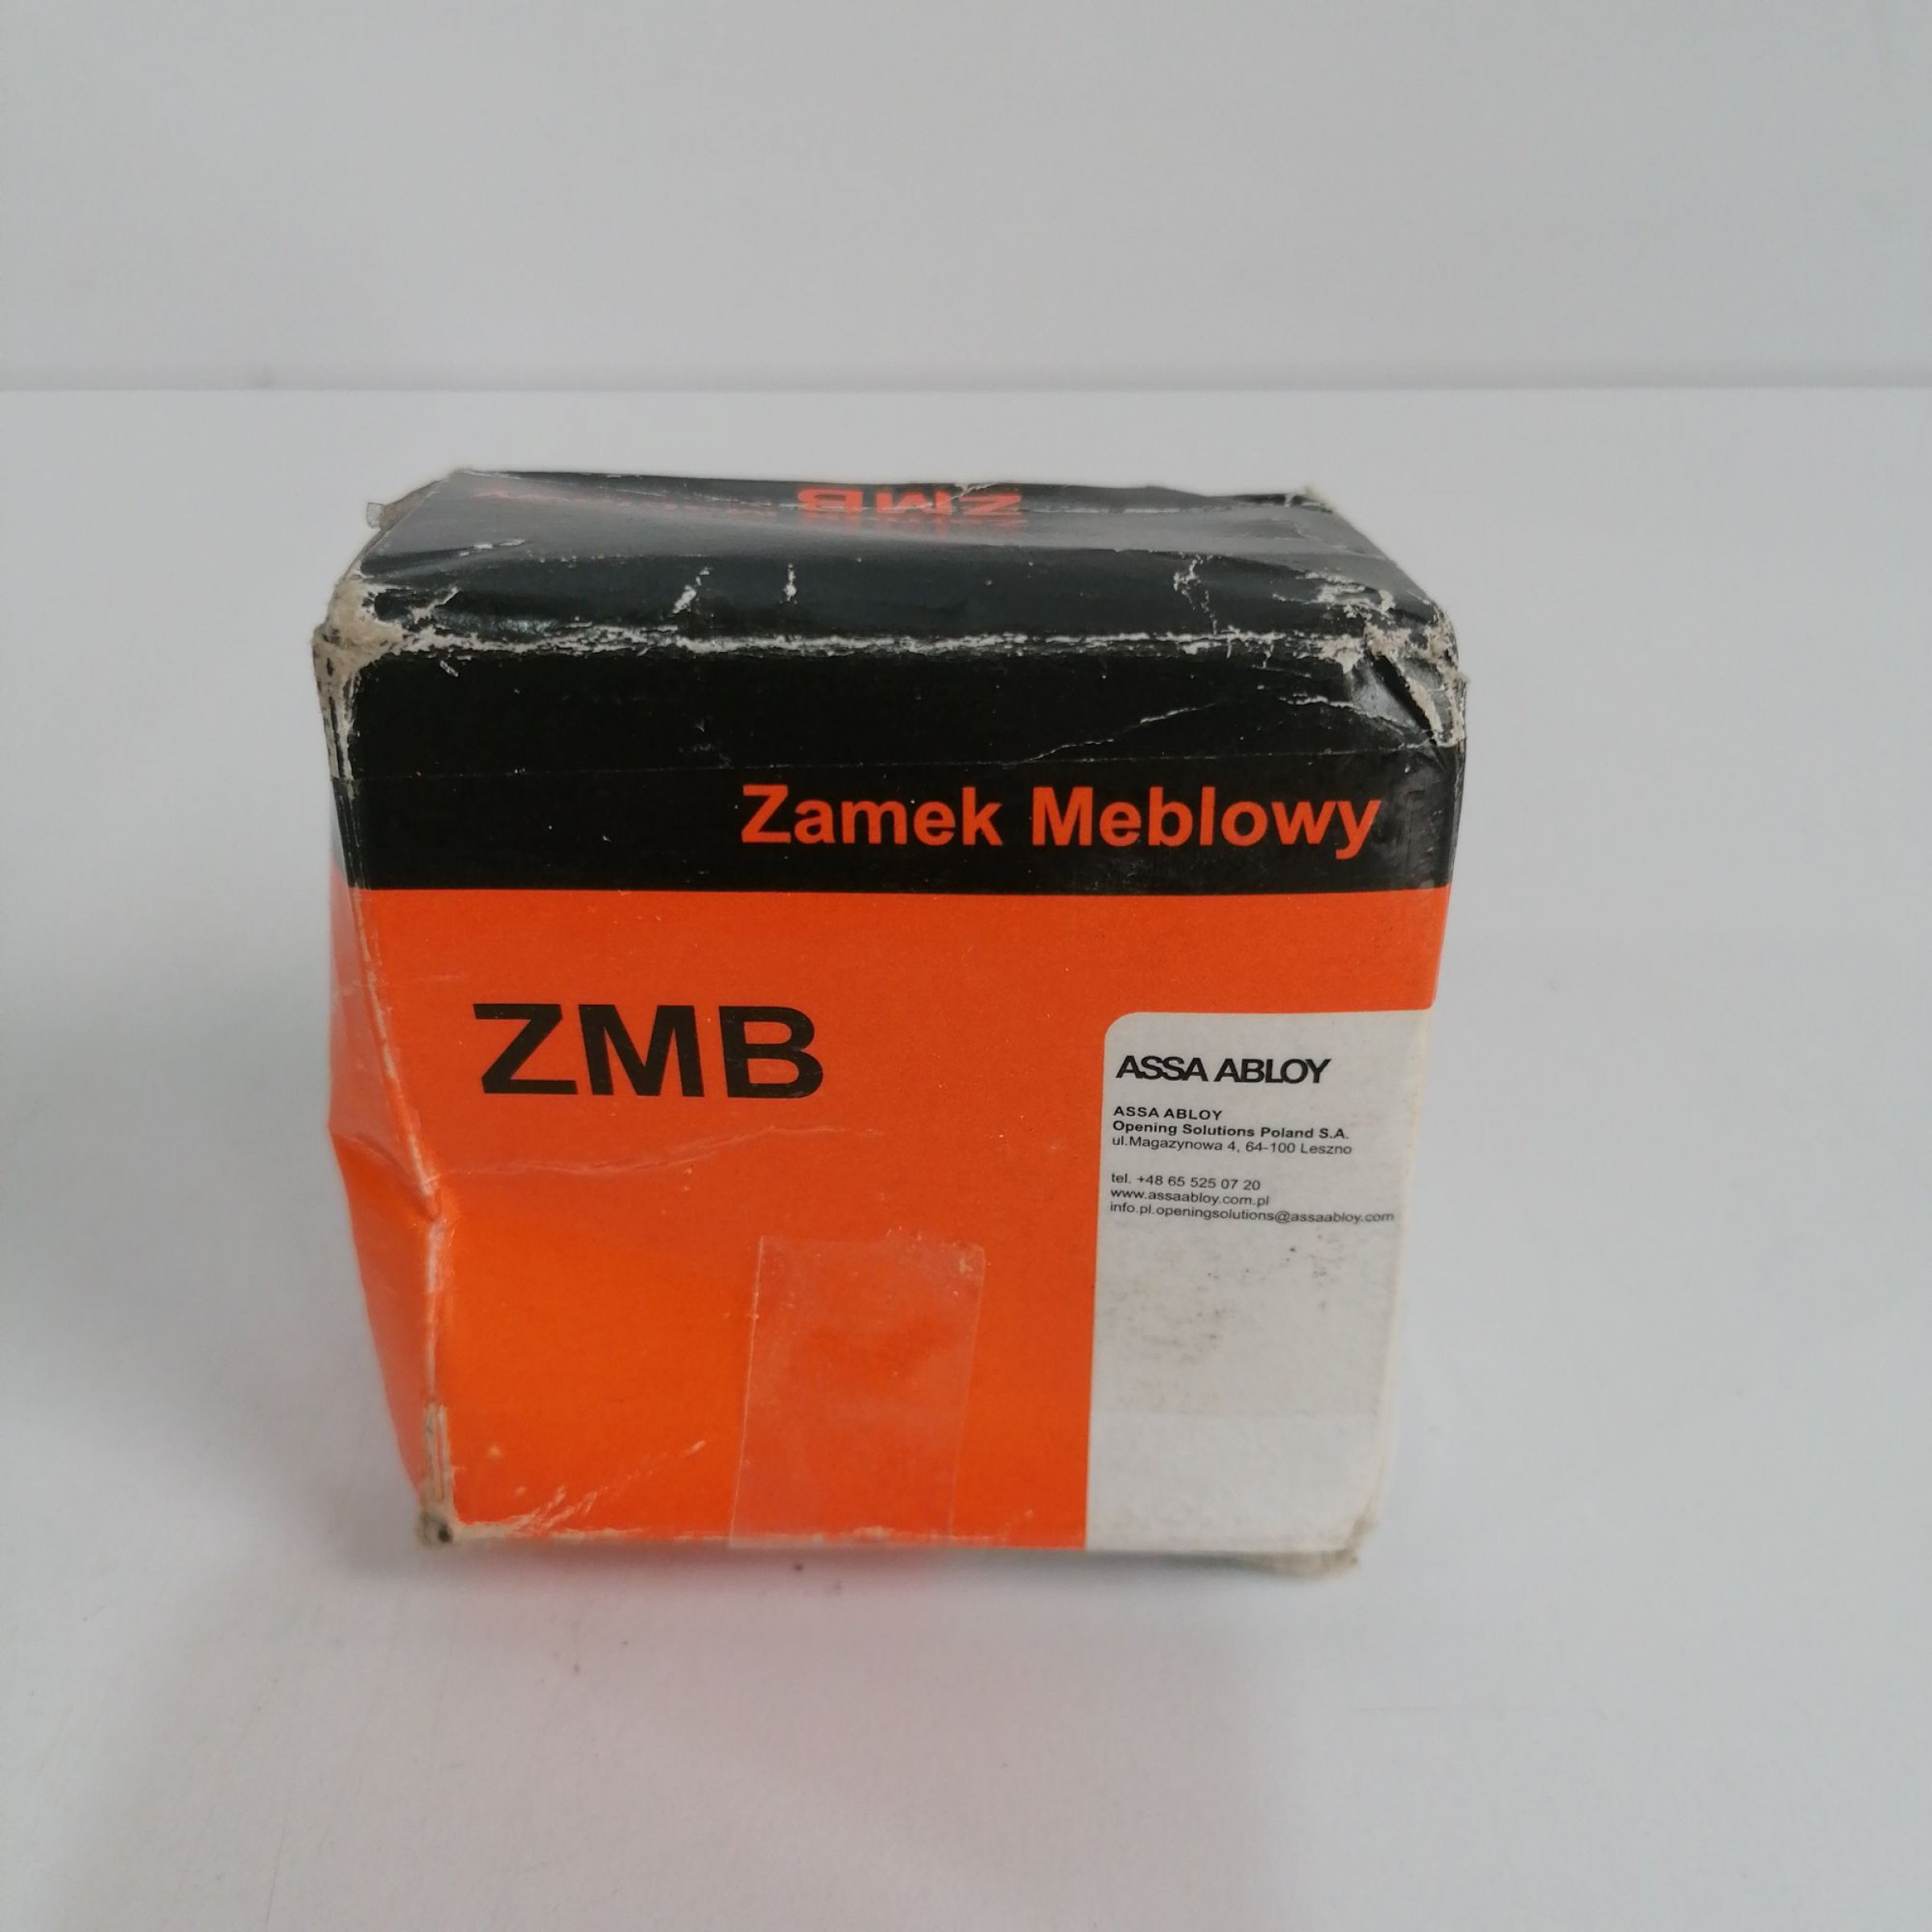 ZMB
Zamek Meblowy
ZMB
ASSA ABLOY
ASSA ABLOY
Opening Solutions Poland S.A.
ul.Magazynowa 4, 64-100 Leszno
tel. +48 65 525 07 20
www.assaabloy.com.pl
info.pl.openingsolutions@assaabloy.com